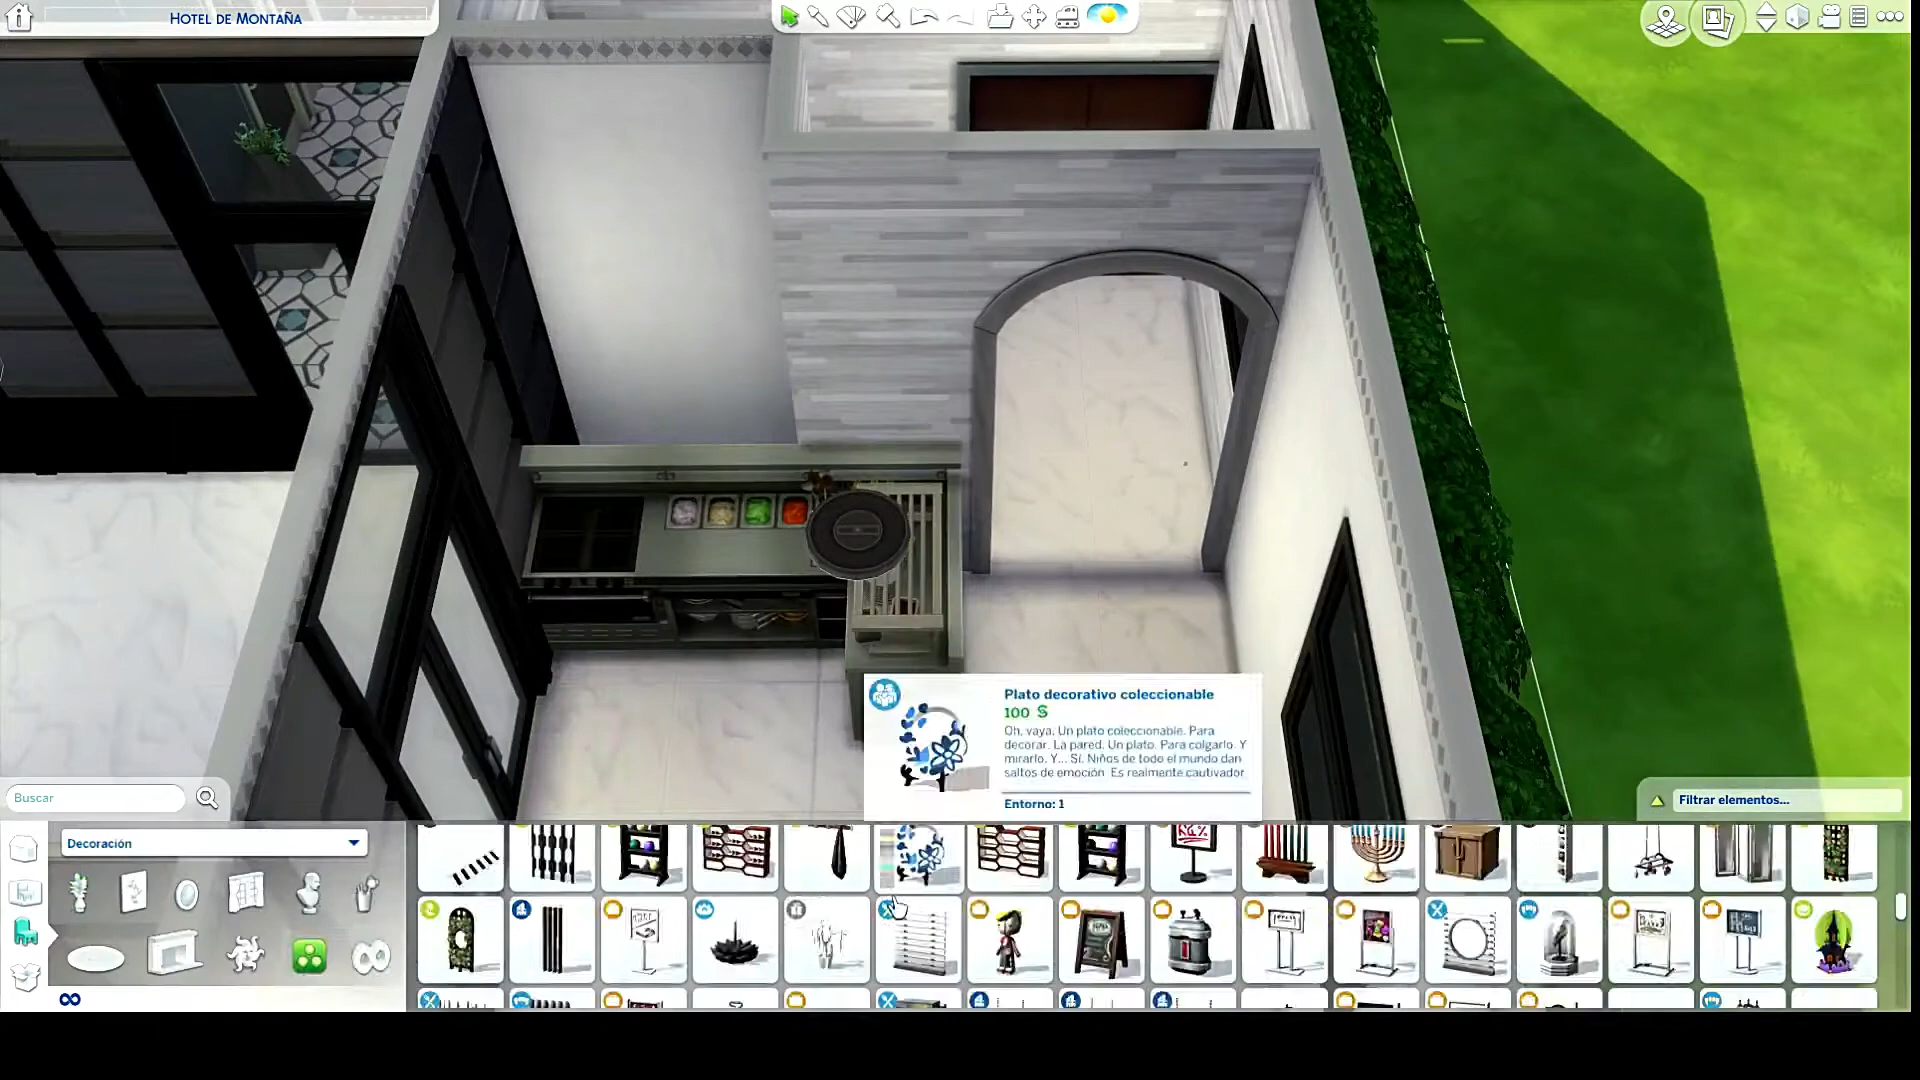 HOTEL DE MONTAÑA
Plato decorativo coleccionable
100 $
Oh, vaya. Un plato coleccionable. Para
decorar. La pared. Un plato. Para colgarlo. Y
mirarlo. Y... Sí. Niños de todo el mundo dan
saltos de emoción. Es realmente cautivador.
Entorno: 1
Buscar
Filtrar elementos...
Decoración